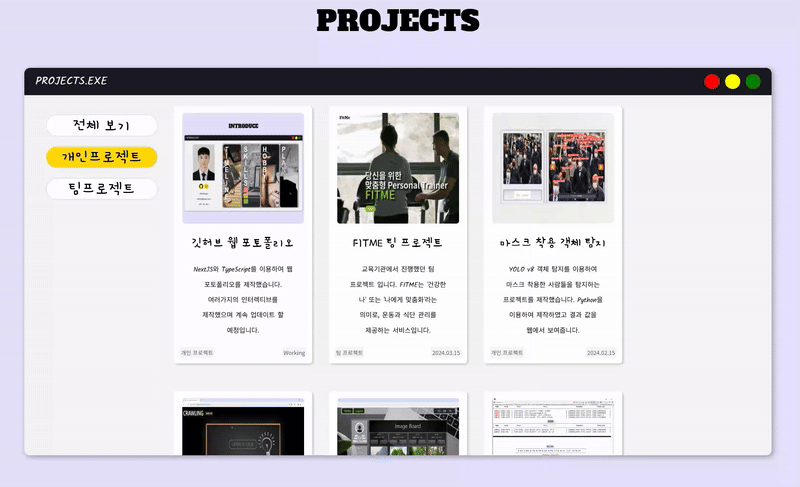 PROJECTS
PROJECTS.EXE
전체 보기
개인프로젝트
팀프로젝트
INTRODUCE
SKILLS
HOBBY
깃허브 웹 포토폴리오
NextJS와 TypeScript를 이용하여 웹
포토폴리오를 제작했습니다.
여러가지의 인터렉티브를
제작했으며 계속 업데이트 할
예정입니다.
개인 프로젝트
Working
FitMe
당신을 위한
맞춤형 Personal Trainer
FITME
FITME 팀 프로젝트
교육기관에서 진행했던 팀
프로젝트 입니다. FITME는 '건강한
나' 또는 '나에게 맞춤화'라는
의미로, 운동과 식단 관리를
제공하는 서비스입니다.
팀 프로젝트
2024.03.15
마스크 착용 객체 탐지
YOLO v8 객체 탐지를 이용하여
마스크 착용한 사람들을 탐지하는
프로젝트를 제작했습니다. Python을
이용하여 제작하였고 결과 값을
웹에서 보여줍니다.
개인 프로젝트
2024.02.15
CRAWLING
Image Board